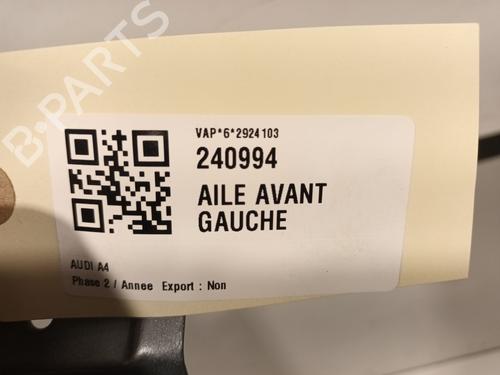 B-PARTS
VAP*6*2924103
240994
AILE AVANT
GAUCHE
AUDI A4
Phase 2 / Annee Export : Non